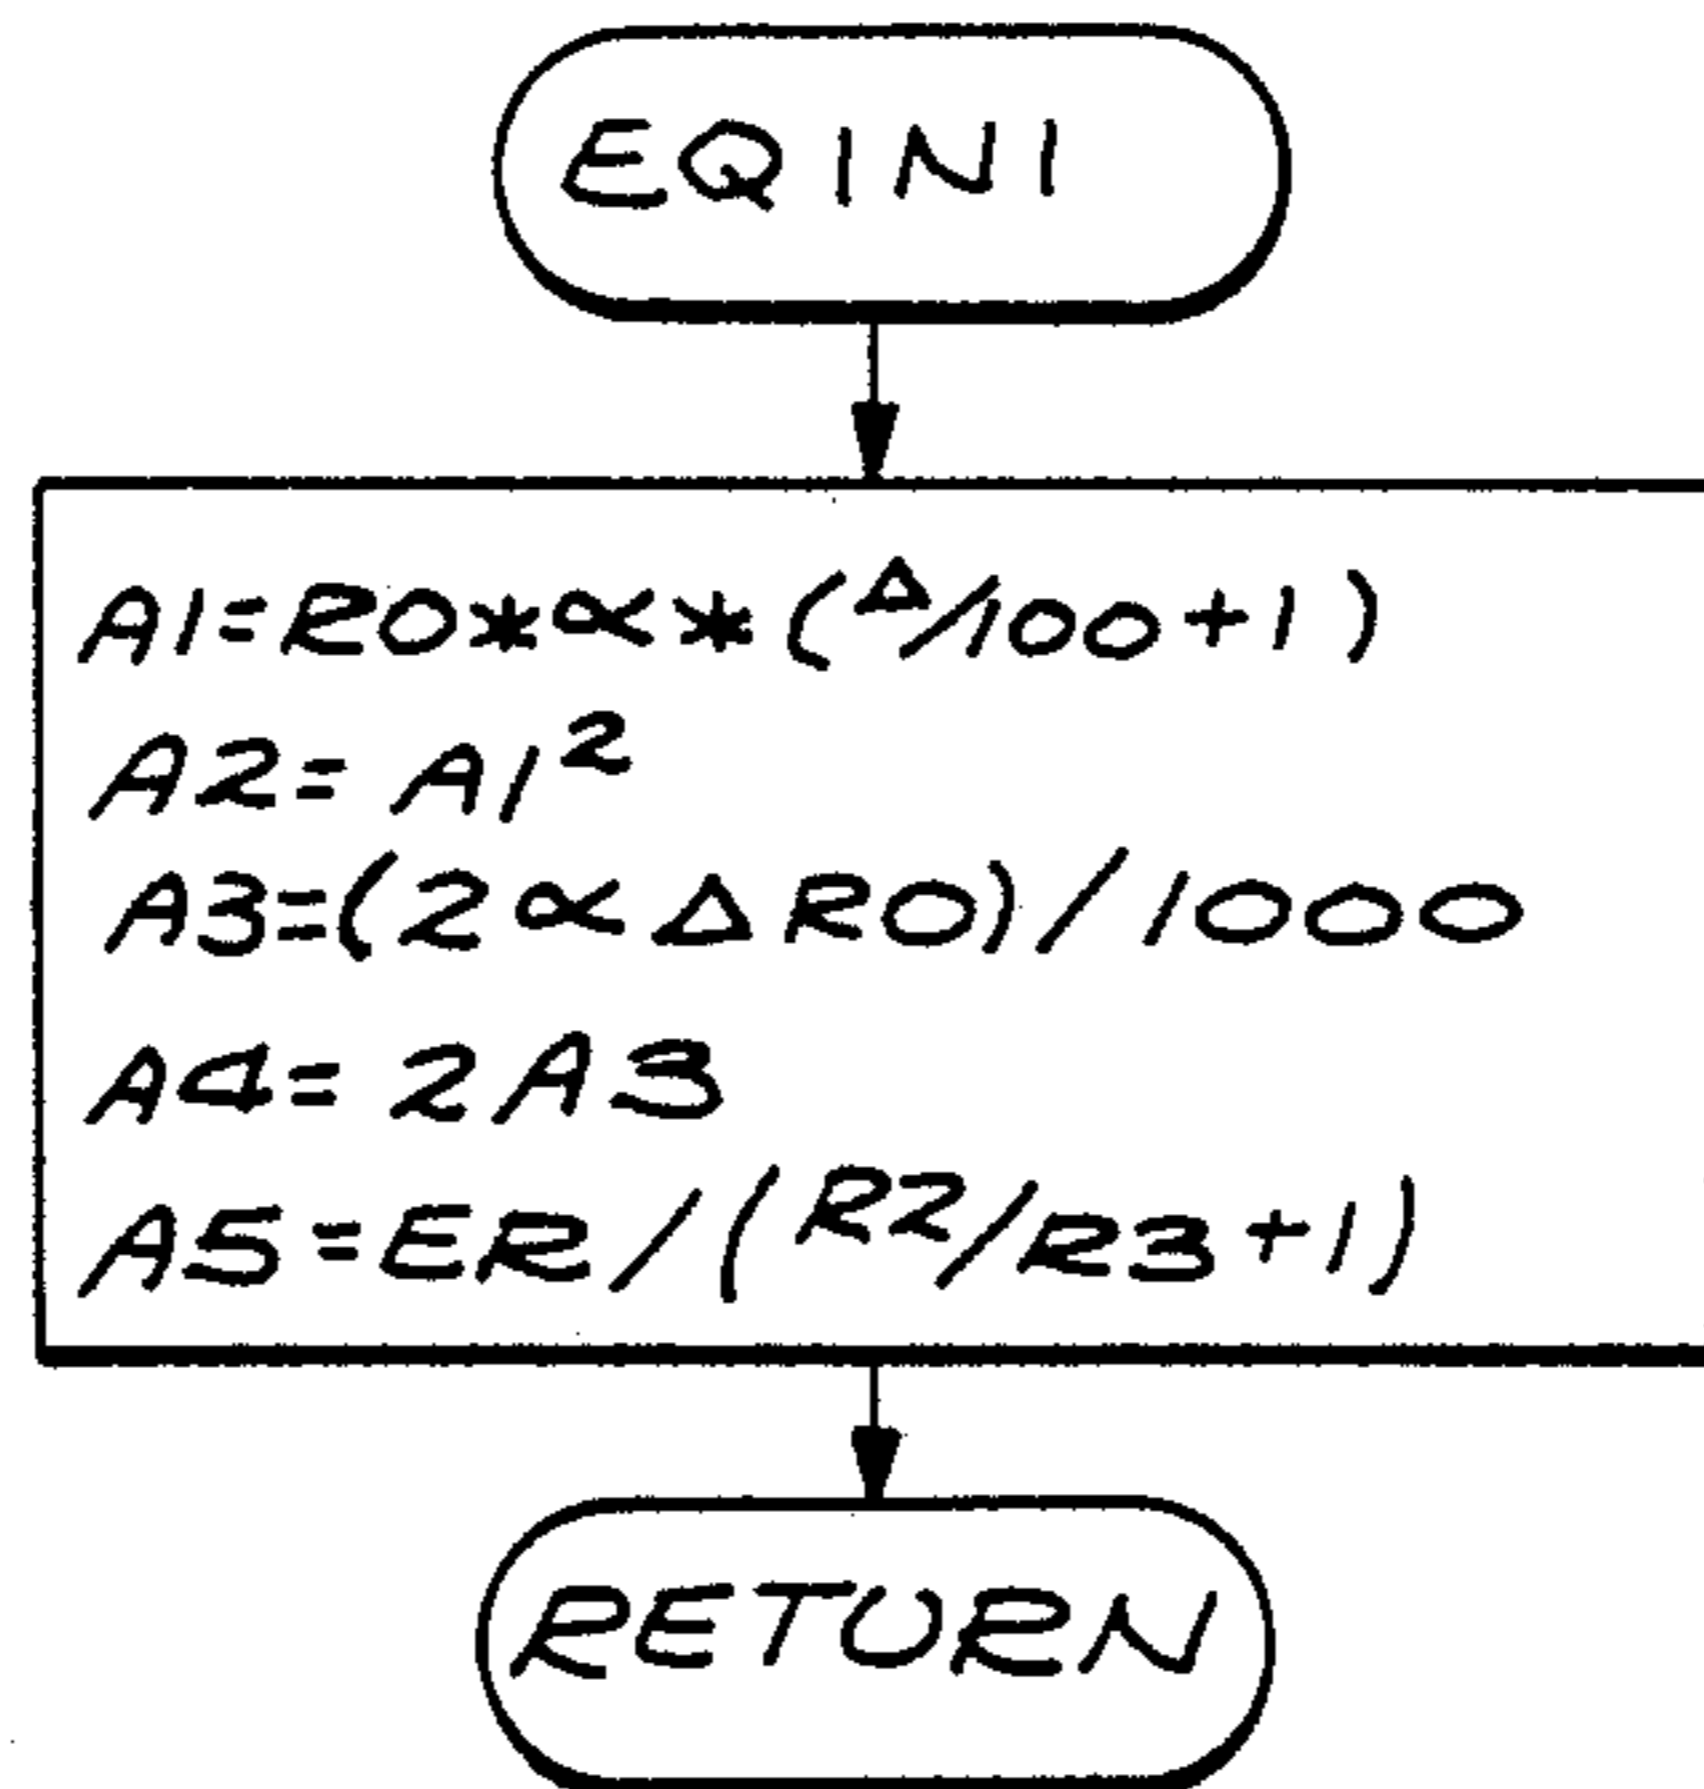 EQINI
A1=R0*α*(Δ/100+1)
A2=A1²
A3=(2αΔR0)/1000
A4=2A3
A5=ER/(R2/R3+1)
RETURN